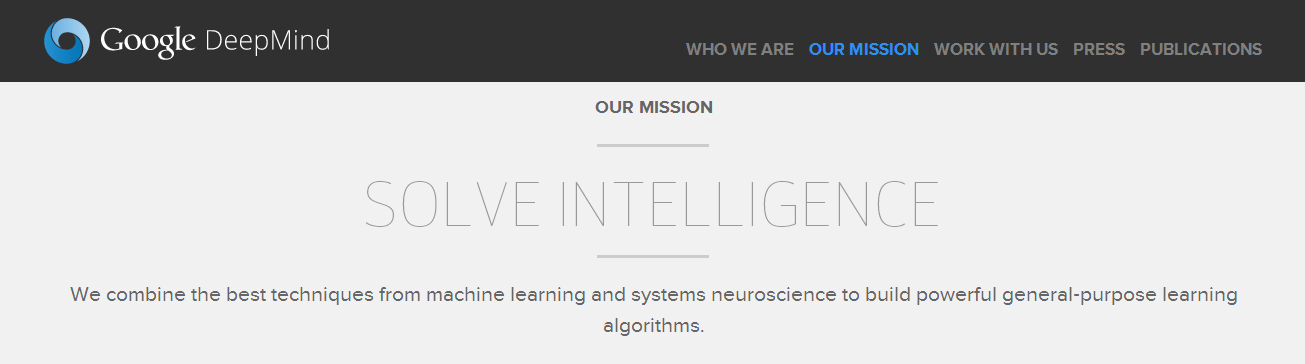 Google DeepMind
WHO WE ARE OUR MISSION WORK WITH US PRESS PUBLICATIONS
OUR MISSION
SOLVE INTELLIGENCE
We combine the best techniques from machine learning and systems neuroscience to build powerful general-purpose learning
algorithms.